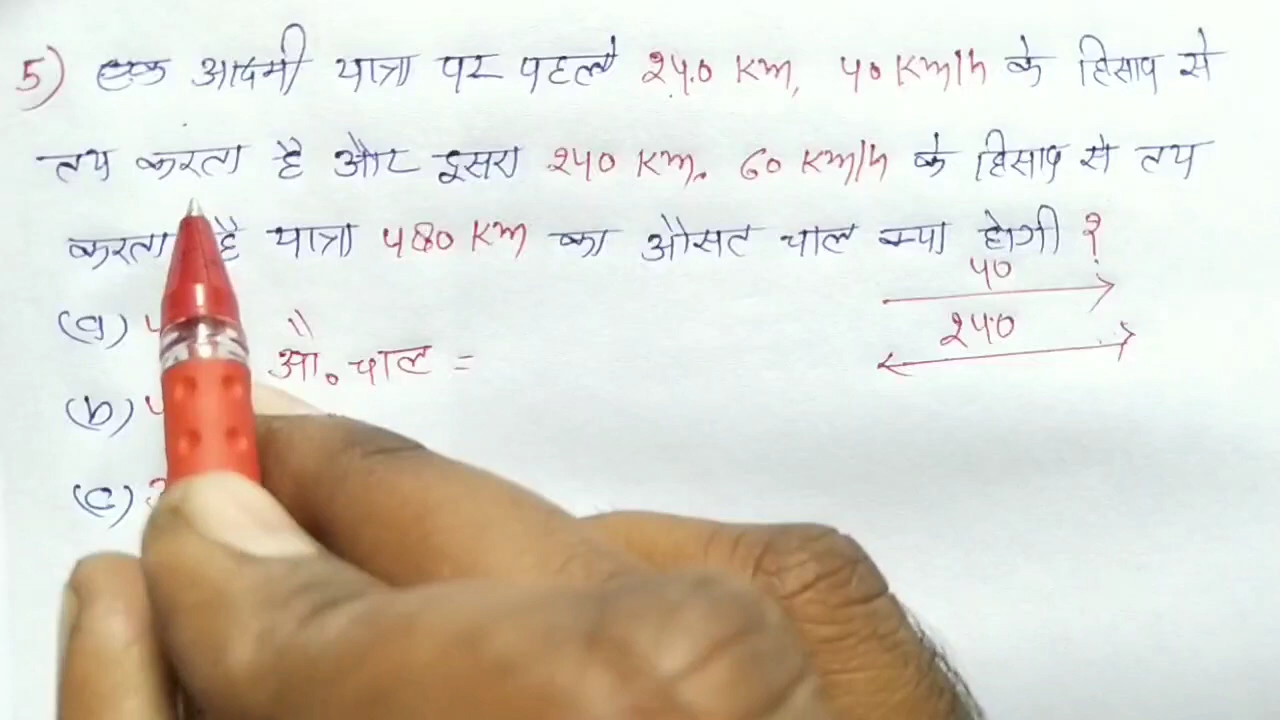 5) एक आदमी यात्रा पर पहले 240 Km, 40 Km/h के हिसाब से
तय करता है और दूसरा 240 Km. 60 Km/h के हिसाब से तय
करता है यात्रा 480 Km का औसत चाल क्या होगी ?
40
(a)
औ. चाल =
240
(b)
(c)